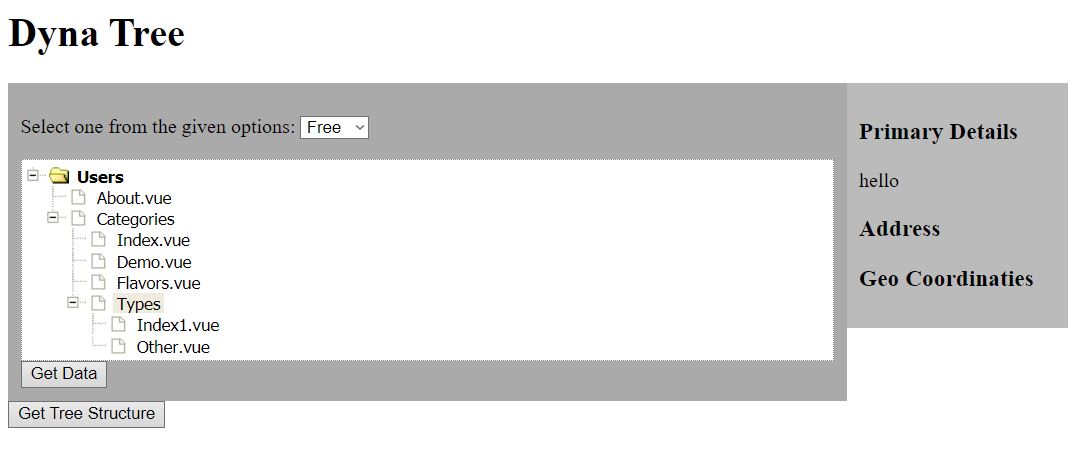 Dyna Tree
Select one from the given options: Free
Users
About.vue
Categories
Index.vue
Demo.vue
Flavors.vue
Types
Index1.vue
Other.vue
Get Data
Get Tree Structure
Primary Details
hello
Address
Geo Coordinaties